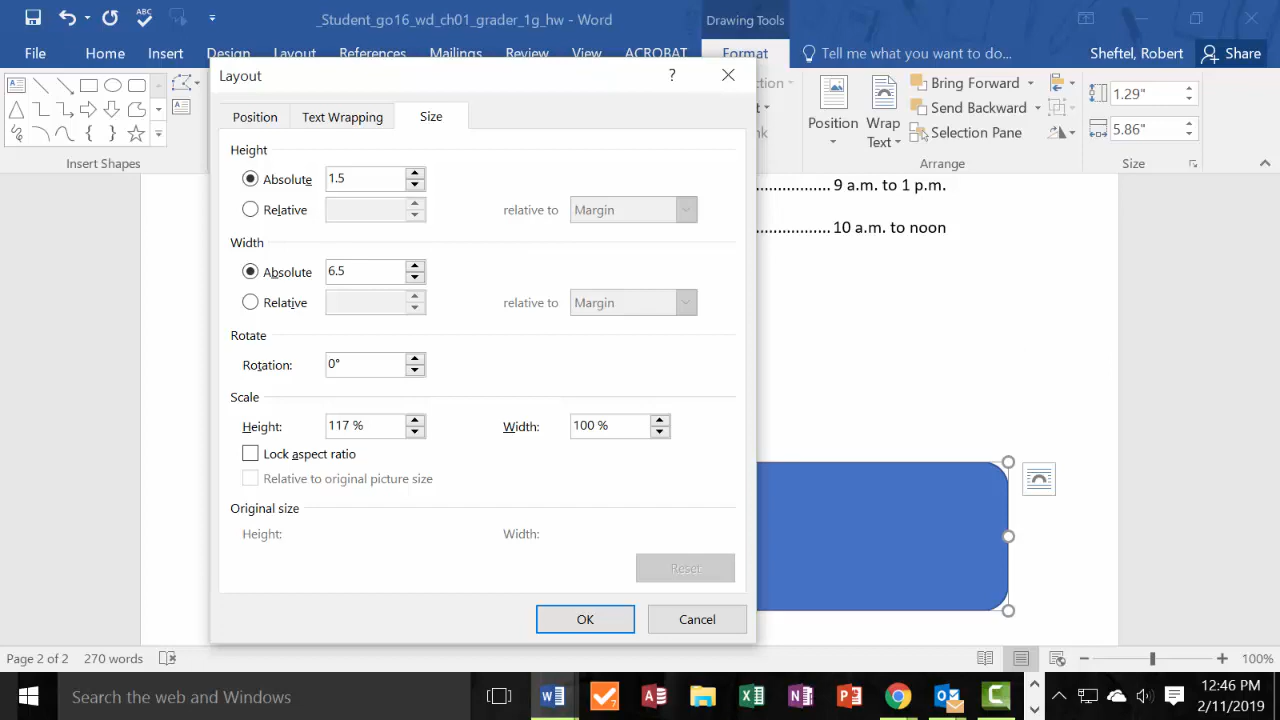 _Student_go16_wd_ch01_grader_1g_hw - Word
Drawing Tools
File Home Insert Design Layout References Mailings Review View ACROBAT Format Tell me what you want to do... Sheftel, Robert Share
Insert Shapes
Position
Wrap Text
Bring Forward
Send Backward
Selection Pane
Arrange
1.29"
5.86"
Size
Layout ?
Position Text Wrapping Size
Height
Absolute 1.5
Relative relative to Margin
Width
Absolute 6.5
Relative relative to Margin
Rotate
Rotation: 0°
Scale
Height: 117 % Width: 100 %
Lock aspect ratio
Relative to original picture size
Original size
Height: Width:
Reset
OK Cancel
................ 9 a.m. to 1 p.m.
................ 10 a.m. to noon
Page 2 of 2 270 words 100%
Search the web and Windows
12:46 PM
2/11/2019